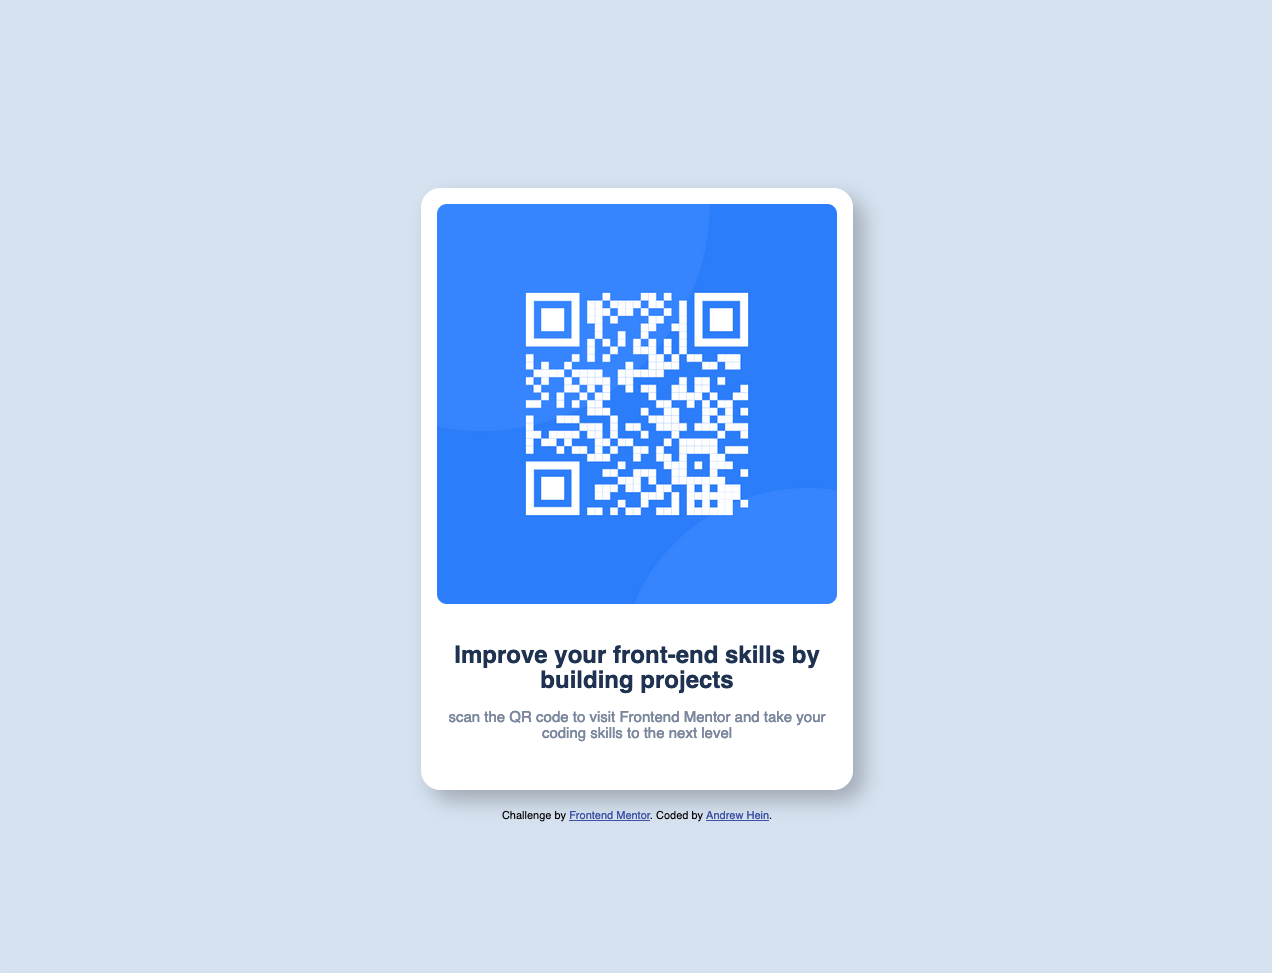 Improve your front-end skills by
building projects
scan the QR code to visit Frontend Mentor and take your
coding skills to the next level
Challenge by Frontend Mentor. Coded by Andrew Hein.